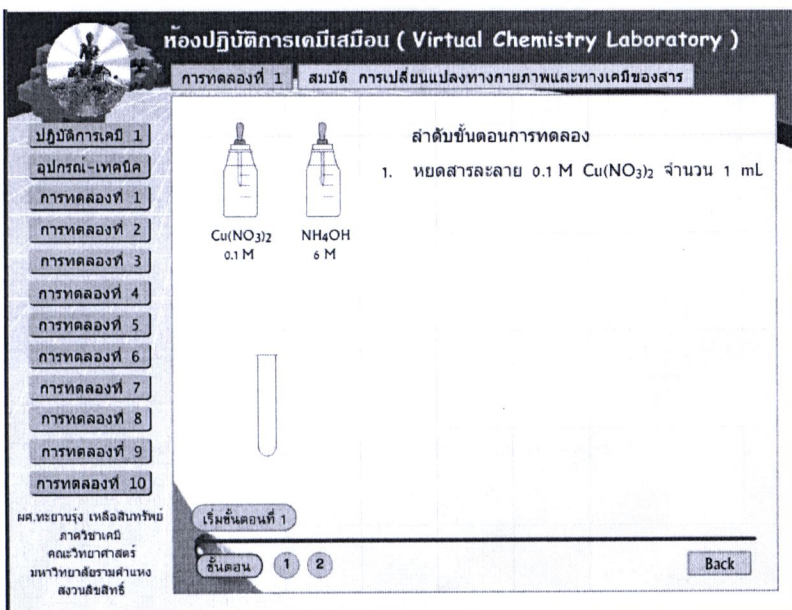 ห้องปฏิบัติการเคมีเสมือน ( Virtual Chemistry Laboratory )
การทดลองที่ 1 สมบัติ การเปลี่ยนแปลงทางกายภาพและทางเคมีของสาร
ปฏิบัติการเคมี 1
อุปกรณ์-เทคนิค
การทดลองที่ 1
การทดลองที่ 2
การทดลองที่ 3
การทดลองที่ 4
การทดลองที่ 5
การทดลองที่ 6
การทดลองที่ 7
การทดลองที่ 8
การทดลองที่ 9
การทดลองที่ 10
ผศ.ทะยานรุ่ง เหลือสินทรัพย์
ภาควิชาเคมี
คณะวิทยาศาสตร์
มหาวิทยาลัยรามคำแหง
สงวนลิขสิทธิ์
Cu(NO3)2
0.1 M
NH4OH
6 M
ลำดับขั้นตอนการทดลอง
1. หยดสารละลาย 0.1 M Cu(NO3)2 จำนวน 1 mL
เริ่มขั้นตอนที่ 1
ขั้นตอน 1 2
Back